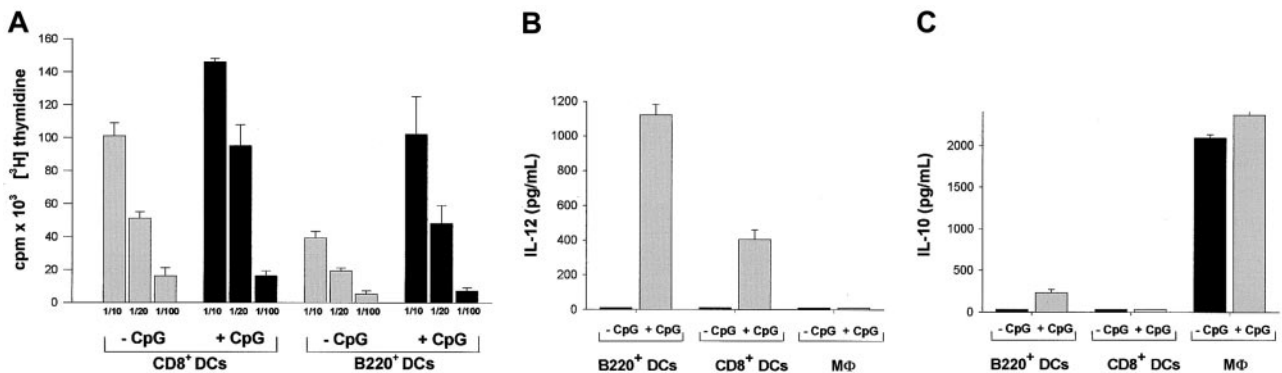 A
cpm x 10³ [³H] thymidine
160
140
120
100
80
60
40
20
0
1/10 1/20 1/100 1/10 1/20 1/100 1/10 1/20 1/100 1/10 1/20 1/100
- CpG + CpG - CpG + CpG
CD8⁺ DCs B220⁺ DCs
B
IL-12 (pg/mL)
1200
1000
800
600
400
200
0
- CpG + CpG - CpG + CpG - CpG + CpG
B220⁺ DCs CD8⁺ DCs MΦ
C
IL-10 (pg/mL)
2000
1500
1000
500
0
- CpG + CpG - CpG + CpG - CpG + CpG
B220⁺ DCs CD8⁺ DCs MΦ